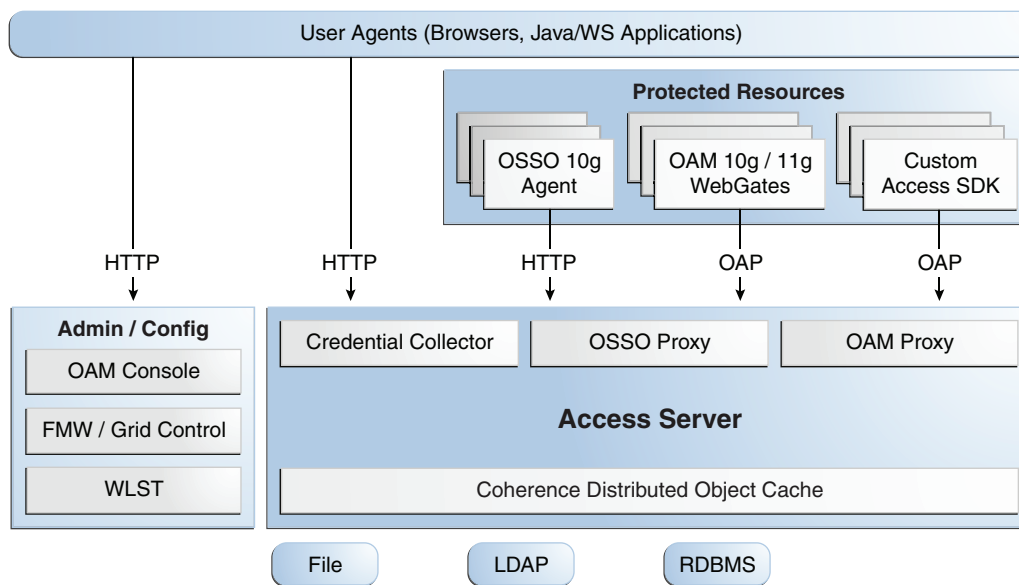 User Agents (Browsers, Java/WS Applications)
Protected Resources
OSSO 10g
Agent
OAM 10g / 11g
WebGates
Custom
Access SDK
HTTP
HTTP
HTTP
OAP
OAP
Admin / Config
OAM Console
FMW / Grid Control
WLST
Credential Collector
OSSO Proxy
OAM Proxy
Access Server
Coherence Distributed Object Cache
File
LDAP
RDBMS